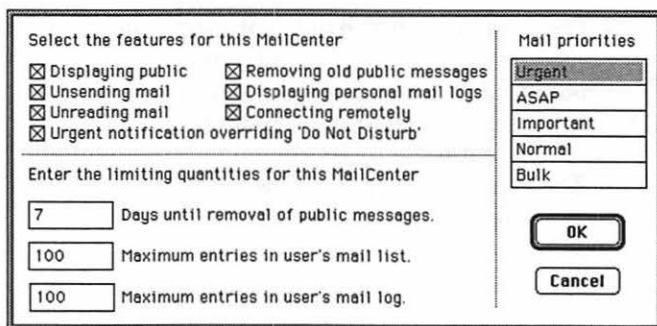 Select the features for this MailCenter
Displaying public
Removing old public messages
Unsending mail
Displaying personal mail logs
Unreading mail
Connecting remotely
Urgent notification overriding 'Do Not Disturb'
Enter the limiting quantities for this MailCenter
7 Days until removal of public messages.
100 Maximum entries in user's mail list.
100 Maximum entries in user's mail log.
Mail priorities
Urgent
ASAP
Important
Normal
Bulk
OK
Cancel